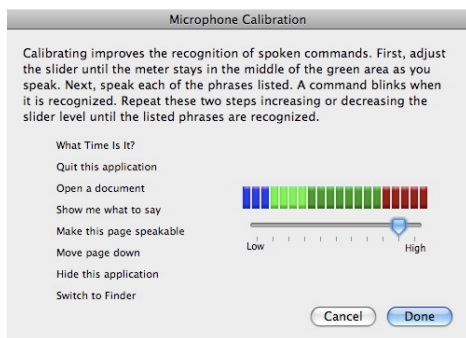 Microphone Calibration
Calibrating improves the recognition of spoken commands. First, adjust
the slider until the meter stays in the middle of the green area as you
speak. Next, speak each of the phrases listed. A command blinks when
it is recognized. Repeat these two steps increasing or decreasing the
slider level until the listed phrases are recognized.
What Time Is It?
Quit this application
Open a document
Show me what to say
Make this page speakable
Move page down
Hide this application
Switch to Finder
Low High
Cancel Done